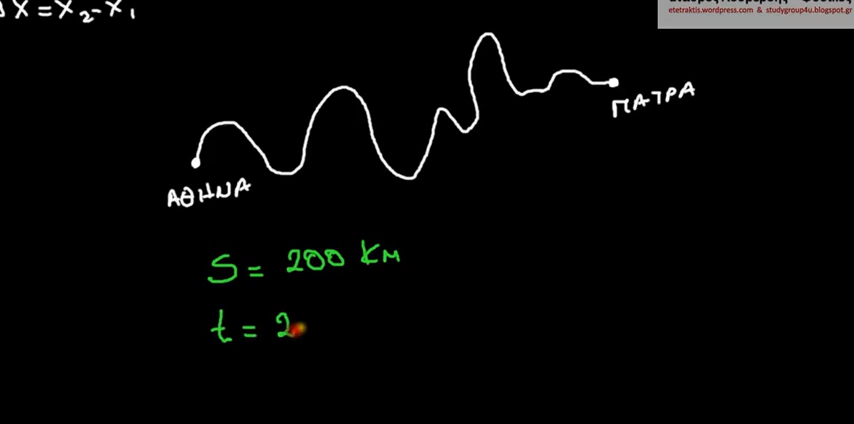 Δx = x₂ - x₁
etetraktis.wordpress.com & studygroup4u.blogspot.gr
ΠΑΤΡΑ
ΑΘΗΝΑ
S = 200 Km
t = 2